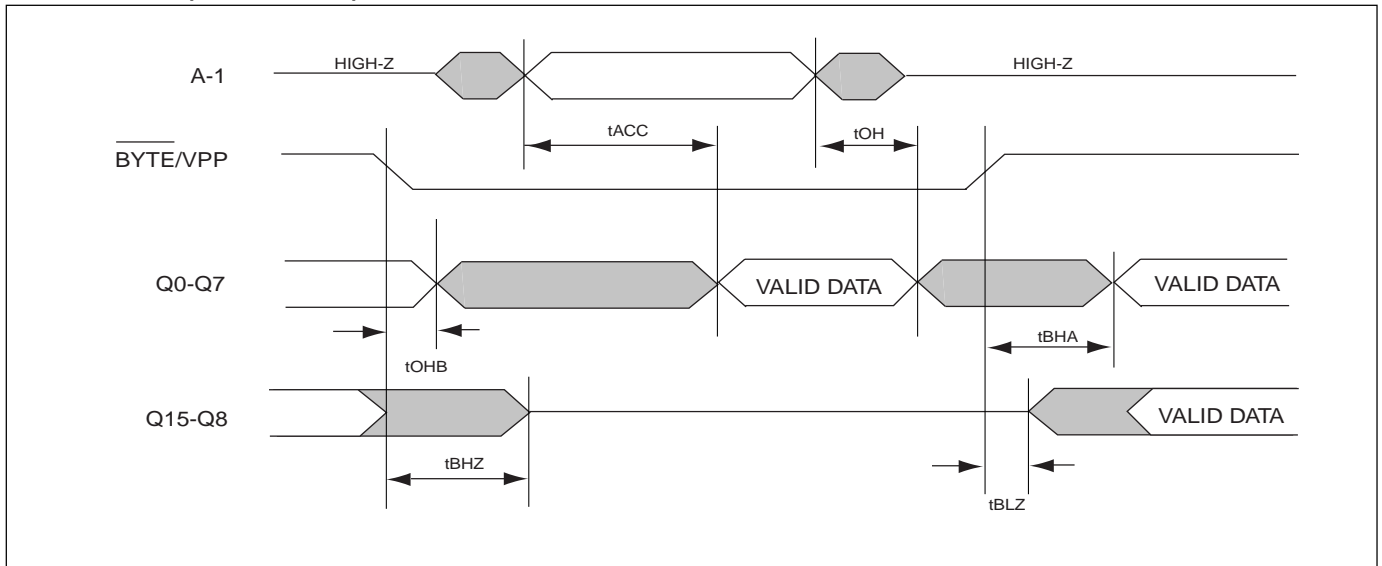 HIGH-Z
HIGH-Z
A-1
tACC
tOH
BYTE/VPP
Q0-Q7
VALID DATA
VALID DATA
tBHA
tOHB
Q15-Q8
VALID DATA
tBHZ
tBLZ